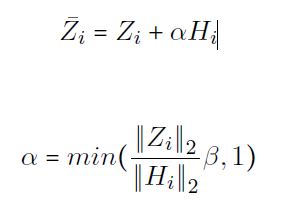 Z̄ᵢ = Zᵢ + αHᵢ
α = min(‖Zᵢ‖₂ / ‖Hᵢ‖₂ β, 1)